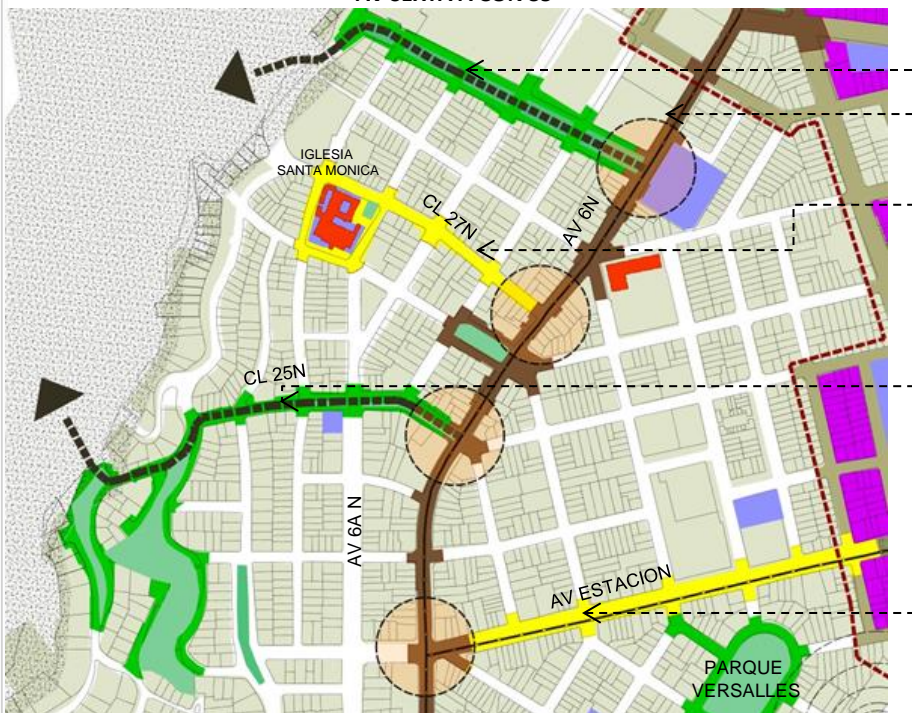 IGLESIA
SANTA MONICA
CL 27N
AV 6N
CL 25N
AV 6A N
AV ESTACION
PARQUE
VERSALLES